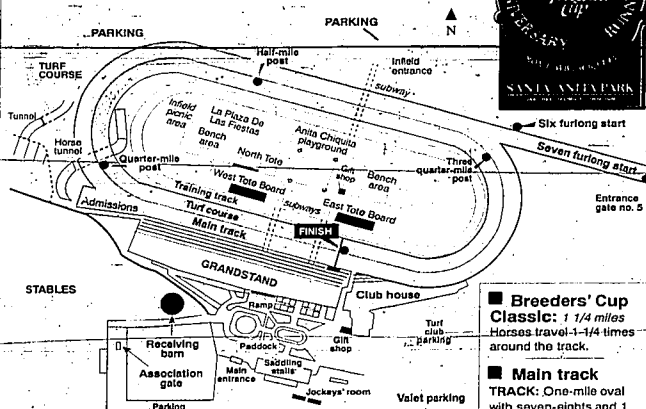 PARKING
PARKING
N
TURF
COURSE
Half-mile
post
Infield
entrance
subway
Cup
SANTA ANITA PARK
Six furlong start
Seven furlong start
Tunnel
Horse
tunnel
Infield
picnic
area
La Plaza De
Las Fiestas
Bench
area
Anita Chiquita
playground
North Tote
Gift
shop
Bench
area
Three
quarter-mile
post
Quarter-mile
post
West Tote Board
East Tote Board
subways
Entrance
gate no. 5
Admissions
Training track
Turf course
Main track
FINISH
GRANDSTAND
STABLES
Club house
Ramp
Receiving
barn
Paddock
Gift
shop
Turf
club
parking
Association
gate
Main
entrance
Saddling
stalls
Jockeys' room
Valet parking
Parking
Breeders' Cup
Classic: 1 1/4 miles
Horses travel 1-1/4 times
around the track.
Main track
TRACK: One-mile oval
with seven-eights and 1